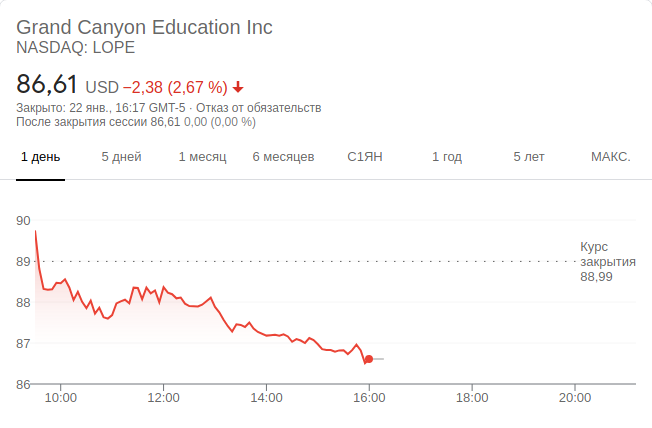 Grand Canyon Education Inc
NASDAQ: LOPE
86,61 USD −2,38 (2,67 %)
Закрыто: 22 янв., 16:17 GMT-5 · Отказ от обязательств
После закрытия сессии 86,61 0,00 (0,00 %)
1 день 5 дней 1 месяц 6 месяцев С1ЯН 1 год 5 лет МАКС.
90
Курс
89 закрытия
88,99
88
87
86
10:00 12:00 14:00 16:00 18:00 20:00